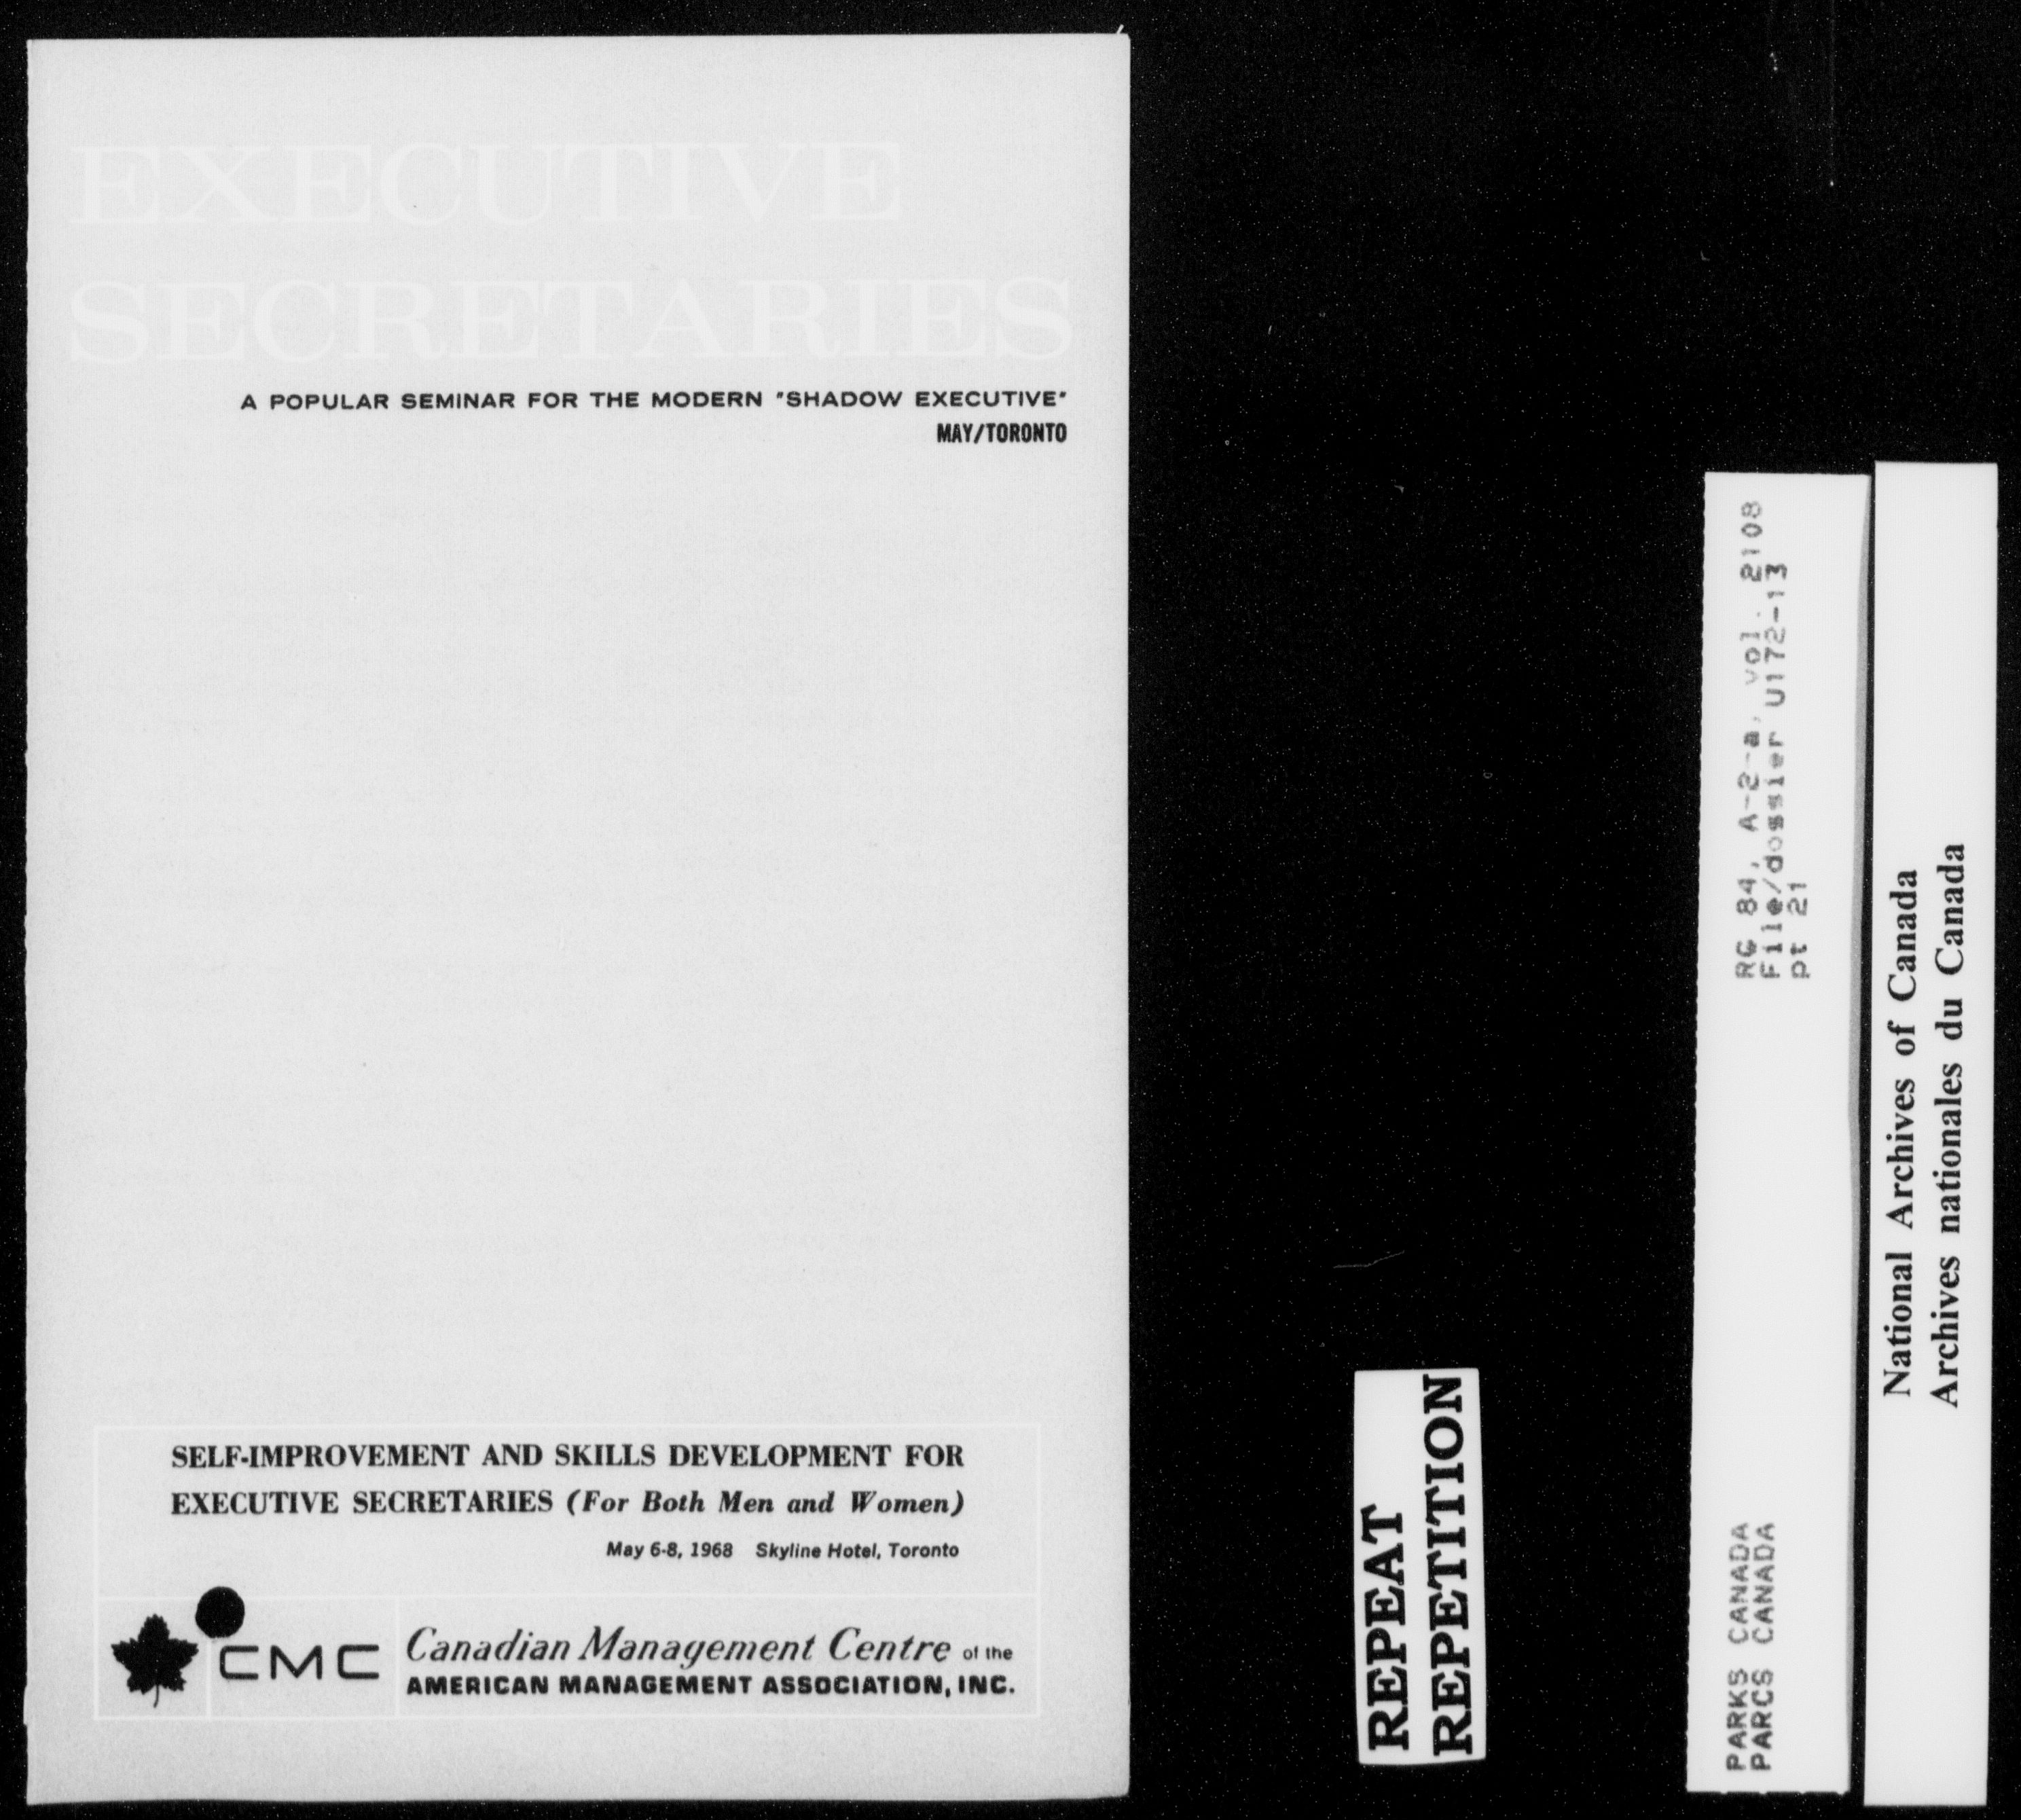 EXECUTIVE
SECRETARIES
A POPULAR SEMINAR FOR THE MODERN "SHADOW EXECUTIVE"
MAY/TORONTO
SELF-IMPROVEMENT AND SKILLS DEVELOPMENT FOR
EXECUTIVE SECRETARIES (For Both Men and Women)
May 6-8, 1968 Skyline Hotel, Toronto
CMC
Canadian Management Centre of the
AMERICAN MANAGEMENT ASSOCIATION, INC.
REPEAT
REPETITION
RG 84, A-2-a, vol. 2108
File/dossier U172-13
pt 21
PARKS CANADA
PARCS CANADA
National Archives of Canada
Archives nationales du Canada